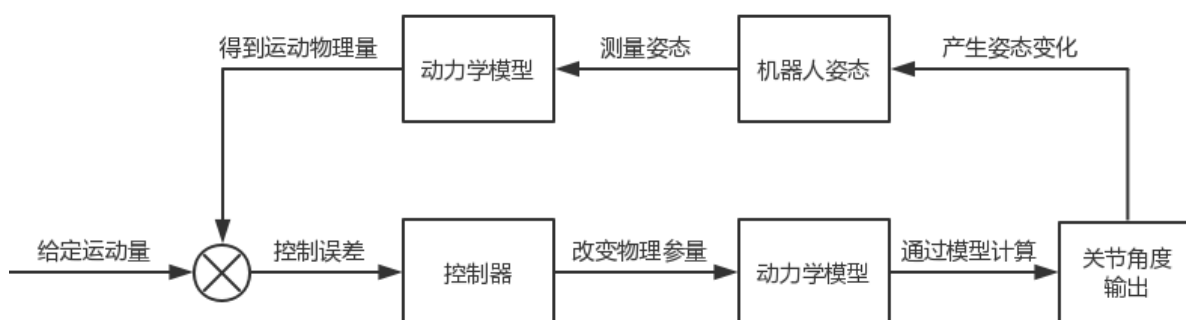 得到运动物理量
动力学模型
测量姿态
机器人姿态
产生姿态变化
给定运动量
控制误差
控制器
改变物理参量
动力学模型
通过模型计算
关节角度
输出